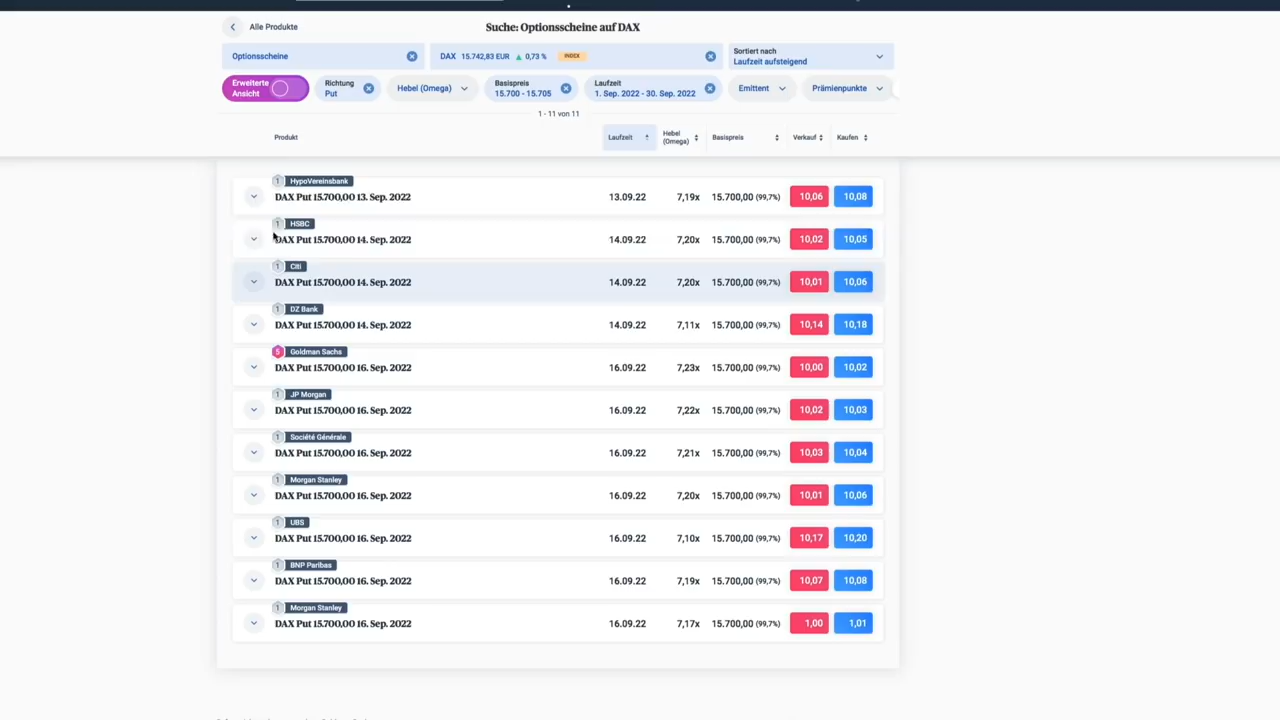 Alle Produkte
Suche: Optionsscheine auf DAX
Optionsscheine
DAX 15.742,83 EUR ▲ 0,73 % INDEX
Sortiert nach
Laufzeit aufsteigend
Erweiterte
Ansicht
Richtung
Put
Hebel (Omega)
Basispreis
15.700 - 15.705
Laufzeit
1. Sep. 2022 - 30. Sep. 2022
Emittent
Prämienpunkte
1 - 11 von 11
Produkt Laufzeit Hebel (Omega) Basispreis Verkauf Kaufen
1 HypoVereinsbank
DAX Put 15.700,00 13. Sep. 2022 13.09.22 7,19x 15.700,00 (99,7%) 10,06 10,08
1 HSBC
DAX Put 15.700,00 14. Sep. 2022 14.09.22 7,20x 15.700,00 (99,7%) 10,02 10,05
1 Citi
DAX Put 15.700,00 14. Sep. 2022 14.09.22 7,20x 15.700,00 (99,7%) 10,01 10,06
1 DZ Bank
DAX Put 15.700,00 14. Sep. 2022 14.09.22 7,11x 15.700,00 (99,7%) 10,14 10,18
5 Goldman Sachs
DAX Put 15.700,00 16. Sep. 2022 16.09.22 7,23x 15.700,00 (99,7%) 10,00 10,02
1 JP Morgan
DAX Put 15.700,00 16. Sep. 2022 16.09.22 7,22x 15.700,00 (99,7%) 10,02 10,03
1 Société Générale
DAX Put 15.700,00 16. Sep. 2022 16.09.22 7,21x 15.700,00 (99,7%) 10,03 10,04
1 Morgan Stanley
DAX Put 15.700,00 16. Sep. 2022 16.09.22 7,20x 15.700,00 (99,7%) 10,01 10,06
1 UBS
DAX Put 15.700,00 16. Sep. 2022 16.09.22 7,10x 15.700,00 (99,7%) 10,17 10,20
1 BNP Paribas
DAX Put 15.700,00 16. Sep. 2022 16.09.22 7,19x 15.700,00 (99,7%) 10,07 10,08
1 Morgan Stanley
DAX Put 15.700,00 16. Sep. 2022 16.09.22 7,17x 15.700,00 (99,7%) 1,00 1,01